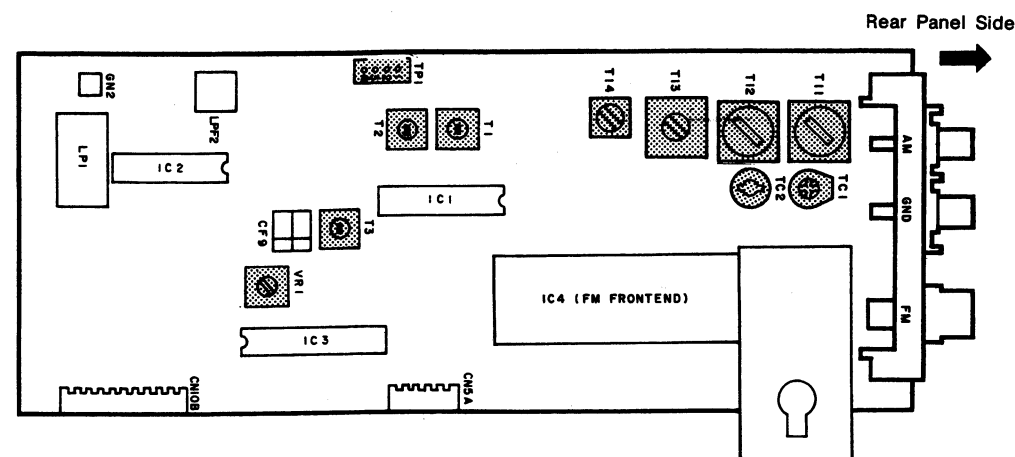 Rear Panel Side
GN2
LPF2
TP1
T14
T13
T12
T11
T2
T1
LP1
IC2
AM
TC2
TC1
IC1
GND
CF9
T3
VR1
IC4 (FM FRONTEND)
FM
IC3
CN10B
CN5A